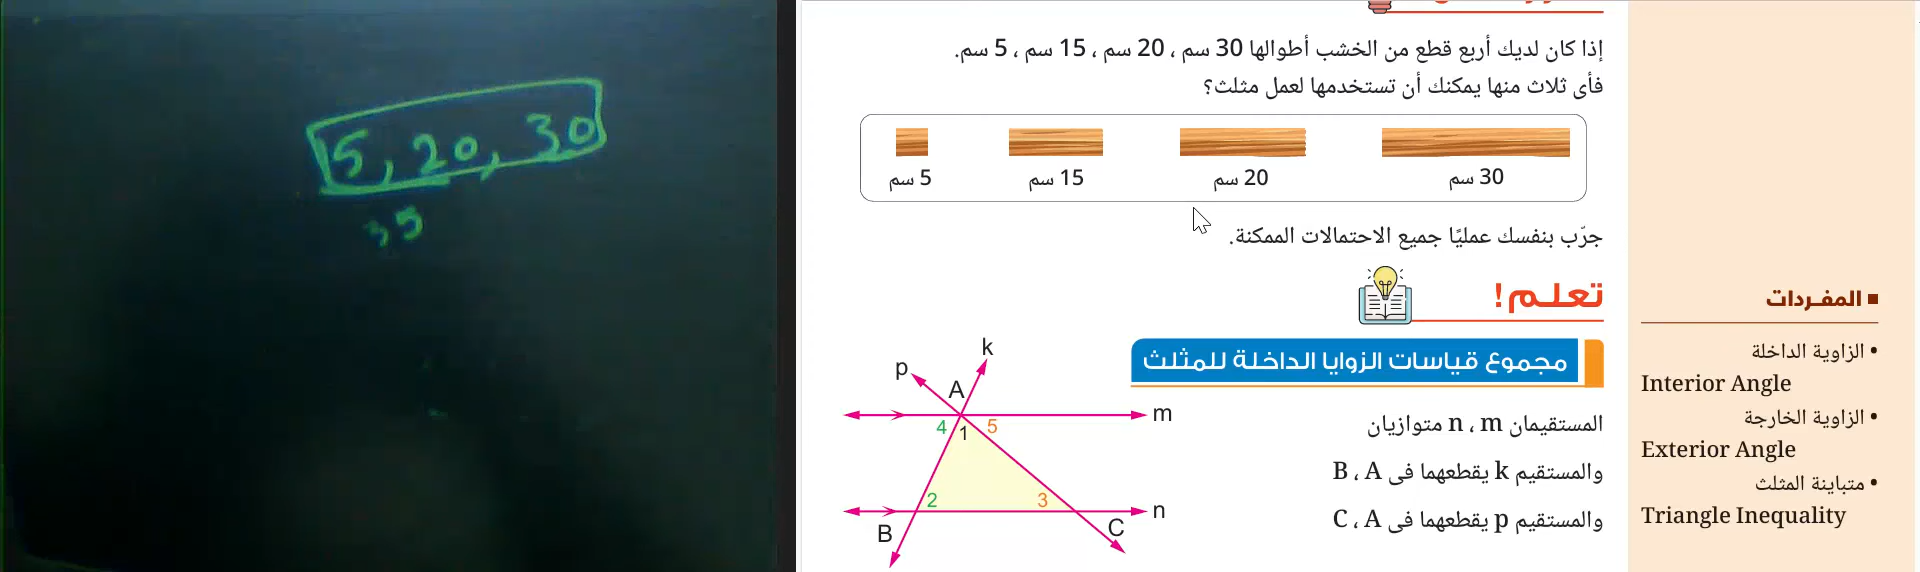 5, 20, 30
35
إذا كان لديك أربع قطع من الخشب أطوالها 30 سم ، 20 سم ، 15 سم ، 5 سم.
فأى ثلاث منها يمكنك أن تستخدمها لعمل مثلث؟
30 سم
20 سم
15 سم
5 سم
جرّب بنفسك عمليًا جميع الاحتمالات الممكنة.
تعلم!
مجموع قياسات الزوايا الداخلة للمثلث
المستقيمان n ، m متوازيان
والمستقيم k يقطعهما فى B ، A
والمستقيم p يقطعهما فى C ، A
k
p
A
m
4 1 5
2 3
n
B
C
■ المفردات
• الزاوية الداخلة
Interior Angle
• الزاوية الخارجة
Exterior Angle
• متباينة المثلث
Triangle Inequality